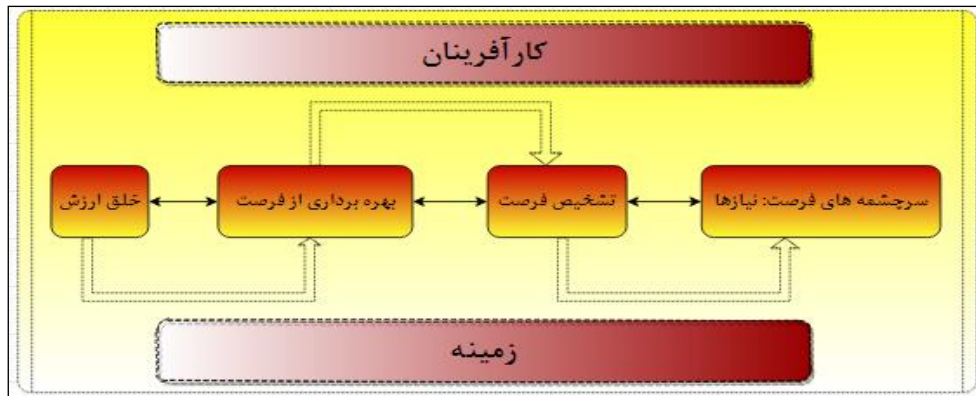 کارآفرینان
سرچشمه های فرصت: نیازها
تشخیص فرصت
بهره برداری از فرصت
خلق ارزش
زمینه